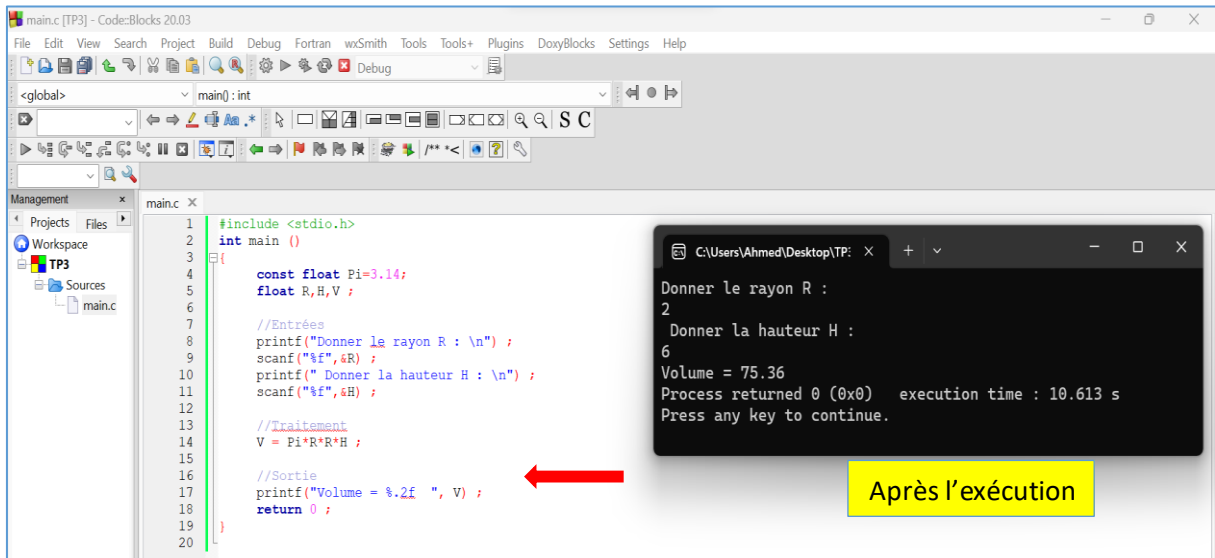 main.c [TP3] - Code::Blocks 20.03
File Edit View Search Project Build Debug Fortran wxSmith Tools Tools+ Plugins DoxyBlocks Settings Help
Debug
<global> main() : int
S C
/** *<
Management
Projects Files
Workspace
TP3
Sources
main.c
main.c
1 #include <stdio.h>
2 int main ()
3 {
4 const float Pi=3.14;
5 float R,H,V ;
6
7 //Entrées
8 printf("Donner le rayon R : \n") ;
9 scanf("%f",&R) ;
10 printf(" Donner la hauteur H : \n") ;
11 scanf("%f",&H) ;
12
13 //Traitement
14 V = Pi*R*R*H ;
15
16 //Sortie
17 printf("Volume = %.2f  ", V) ;
18 return 0 ;
19 }
20
C:\Users\Ahmed\Desktop\TP:
Donner le rayon R :
2
Donner la hauteur H :
6
Volume = 75.36
Process returned 0 (0x0) execution time : 10.613 s
Press any key to continue.
Après l'exécution